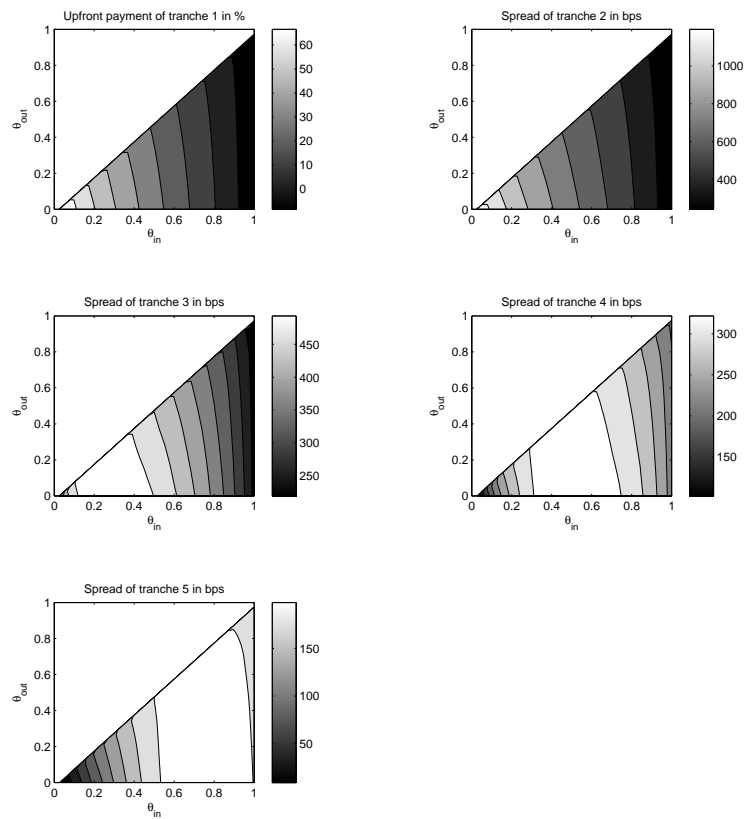 Upfront payment of tranche 1 in %
1
0.8
0.6
0.4
0.2
0
0 0.2 0.4 0.6 0.8 1
θout
θin
60
50
40
30
20
10
0
Spread of tranche 2 in bps
1
0.8
0.6
0.4
0.2
0
0 0.2 0.4 0.6 0.8 1
θout
θin
1000
800
600
400
Spread of tranche 3 in bps
1
0.8
0.6
0.4
0.2
0
0 0.2 0.4 0.6 0.8 1
θout
θin
450
400
350
300
250
Spread of tranche 4 in bps
1
0.8
0.6
0.4
0.2
0
0 0.2 0.4 0.6 0.8 1
θout
θin
300
250
200
150
Spread of tranche 5 in bps
1
0.8
0.6
0.4
0.2
0
0 0.2 0.4 0.6 0.8 1
θout
θin
150
100
50